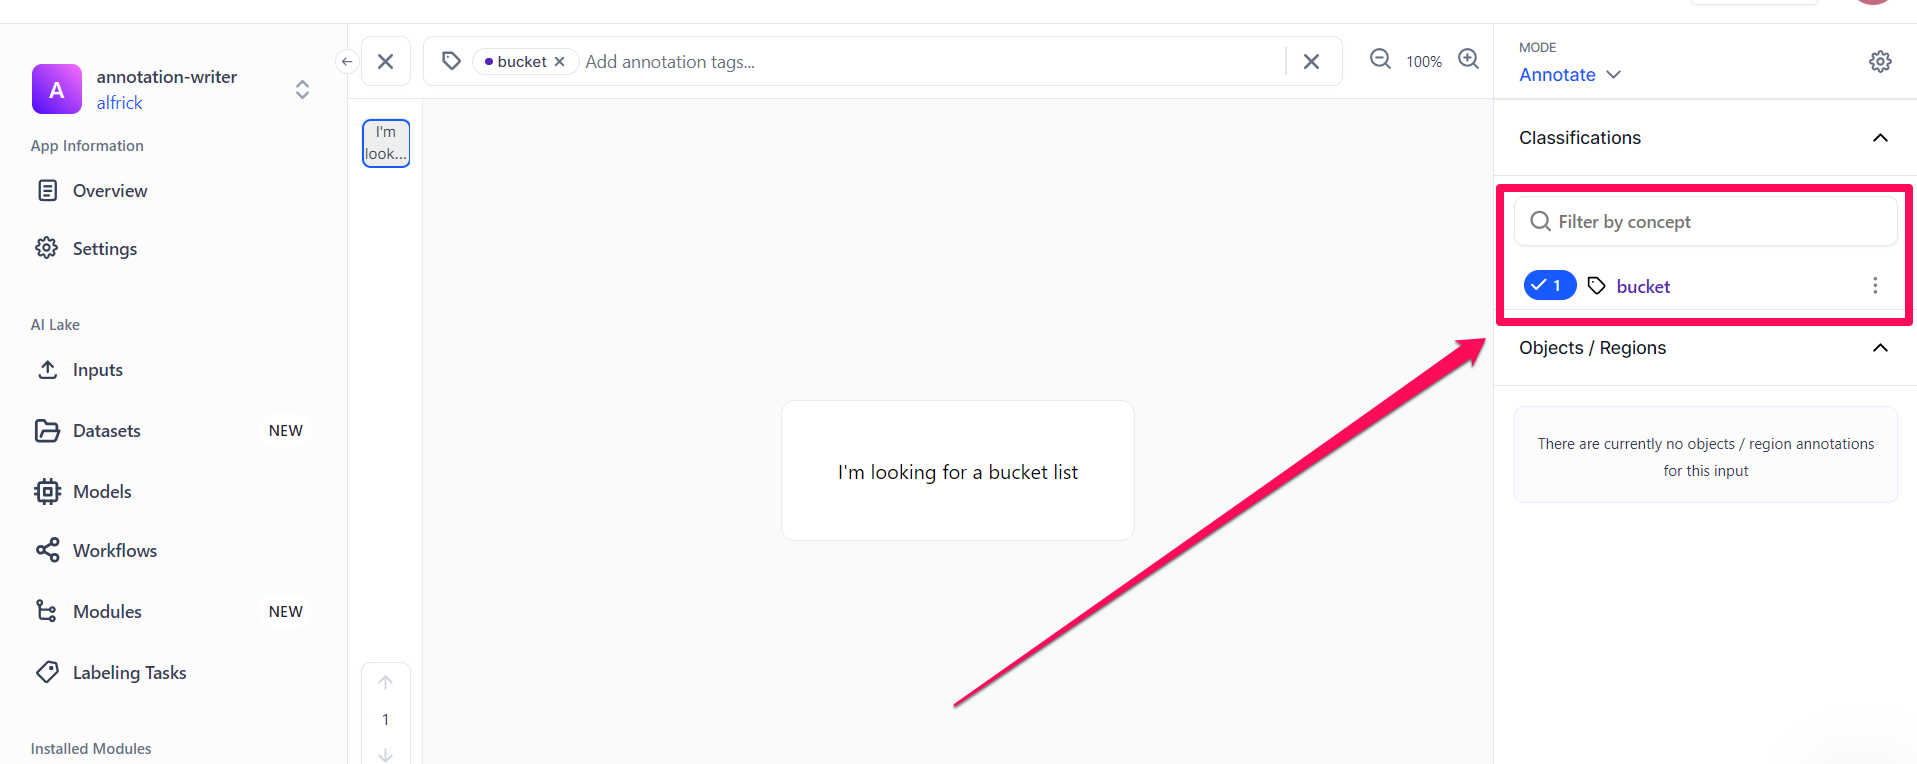 A
annotation-writer
alfrick
App Information
Overview
Settings
AI Lake
Inputs
Datasets NEW
Models
Workflows
Modules NEW
Labeling Tasks
Installed Modules
bucket Add annotation tags...
100%
I'm
look...
1
I'm looking for a bucket list
MODE
Annotate
Classifications
Filter by concept
1 bucket
Objects / Regions
There are currently no objects / region annotations
for this input